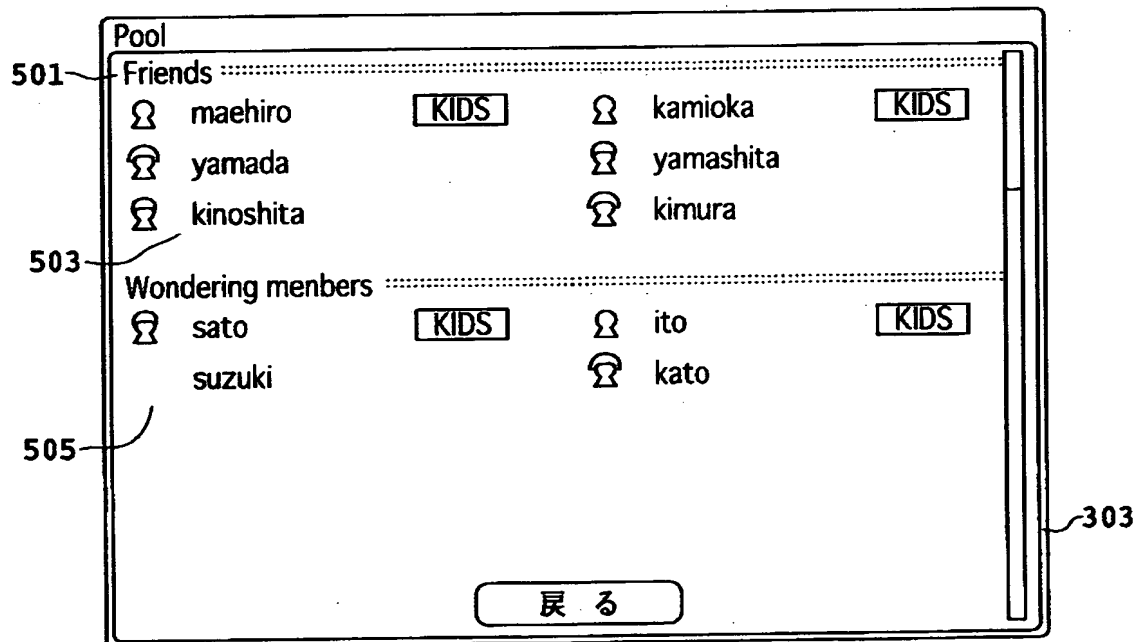 Pool
501 Friends
maehiro KIDS kamioka KIDS
yamada yamashita
kinoshita kimura
503
Wondering menbers
sato KIDS ito KIDS
suzuki kato
505
303
戻る